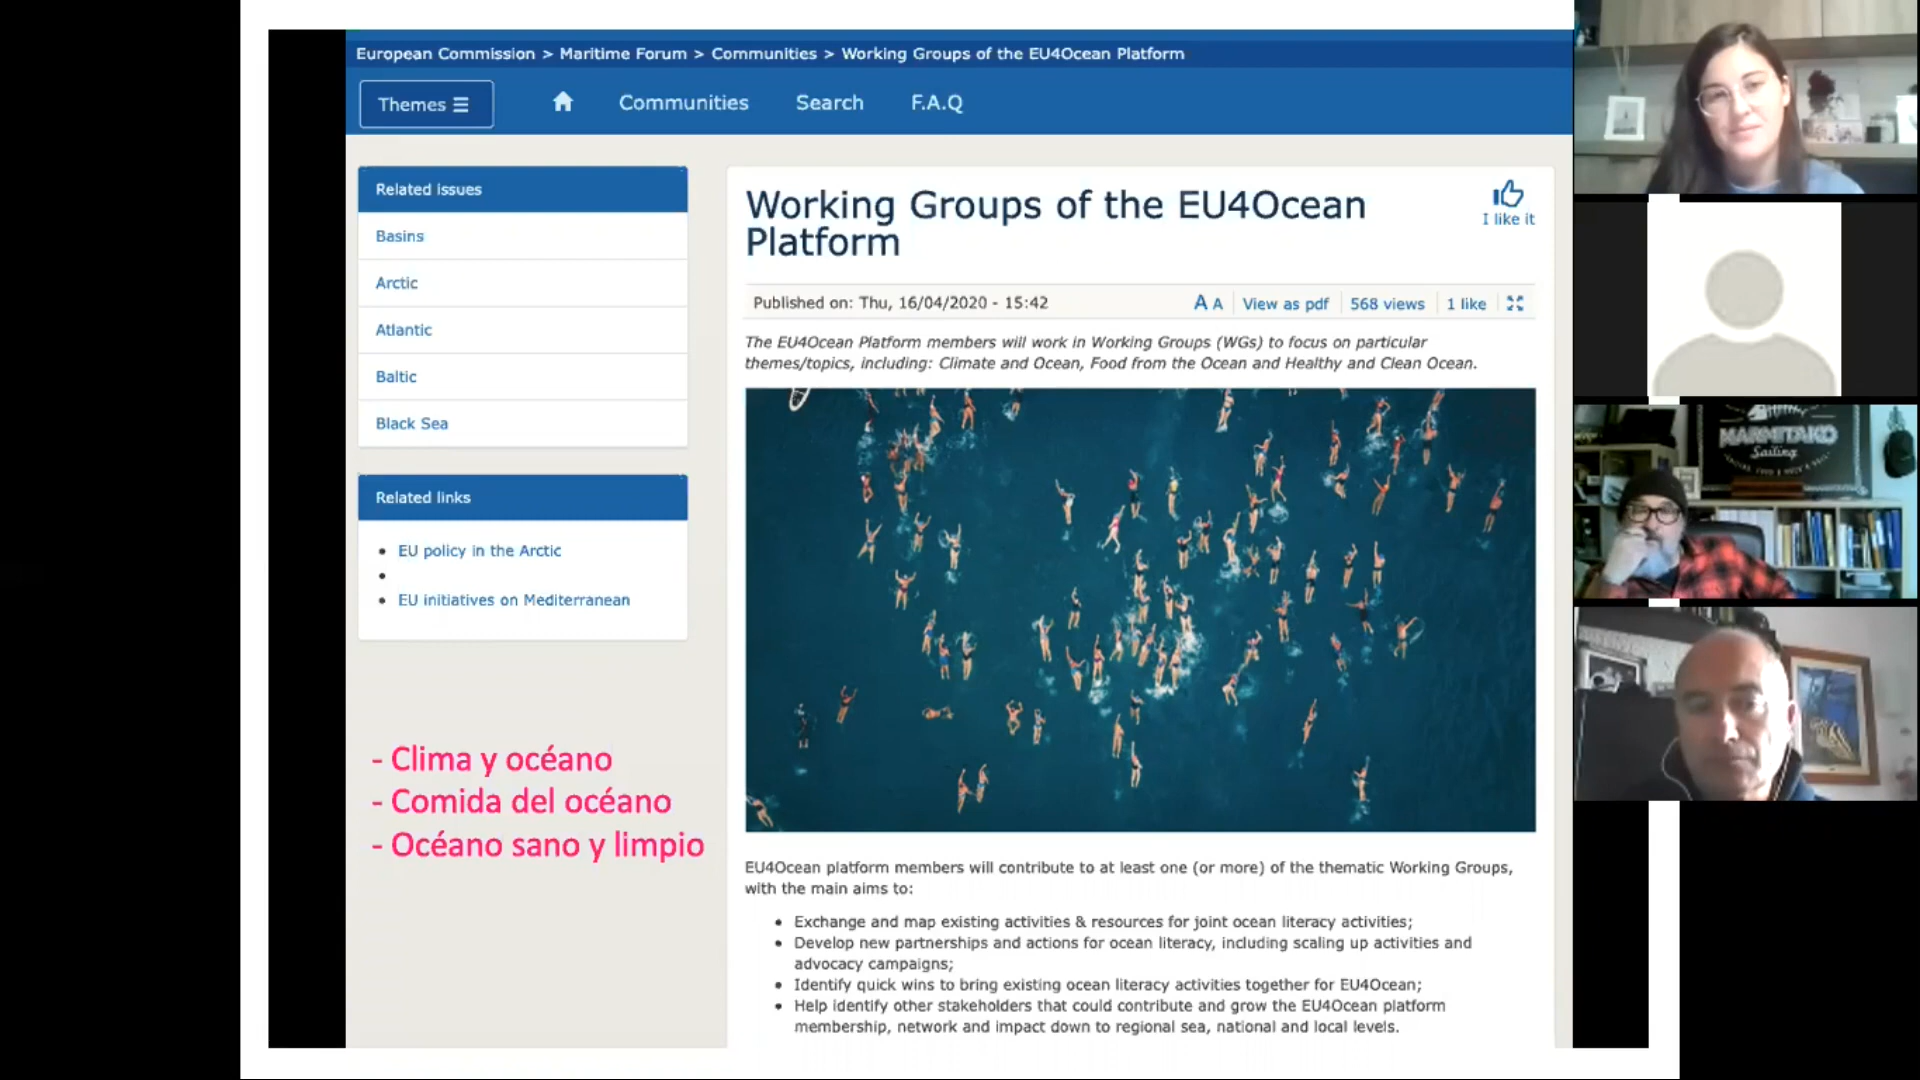 European Commission > Maritime Forum > Communities > Working Groups of the EU4Ocean Platform
Themes ☰
Communities
Search
F.A.Q
Related issues
Basins
Arctic
Atlantic
Baltic
Black Sea
Related links
• EU policy in the Arctic
•
• EU initiatives on Mediterranean
- Clima y océano
- Comida del océano
- Océano sano y limpio
Working Groups of the EU4Ocean
Platform
I like it
Published on: Thu, 16/04/2020 - 15:42
A A
View as pdf
568 views
1 like
The EU4Ocean Platform members will work in Working Groups (WGs) to focus on particular
themes/topics, including: Climate and Ocean, Food from the Ocean and Healthy and Clean Ocean.
EU4Ocean platform members will contribute to at least one (or more) of the thematic Working Groups,
with the main aims to:
• Exchange and map existing activities & resources for joint ocean literacy activities;
• Develop new partnerships and actions for ocean literacy, including scaling up activities and
advocacy campaigns;
• Identify quick wins to bring existing ocean literacy activities together for EU4Ocean;
• Help identify other stakeholders that could contribute and grow the EU4Ocean platform
membership, network and impact down to regional sea, national and local levels.
MARMITAKO
Sailing